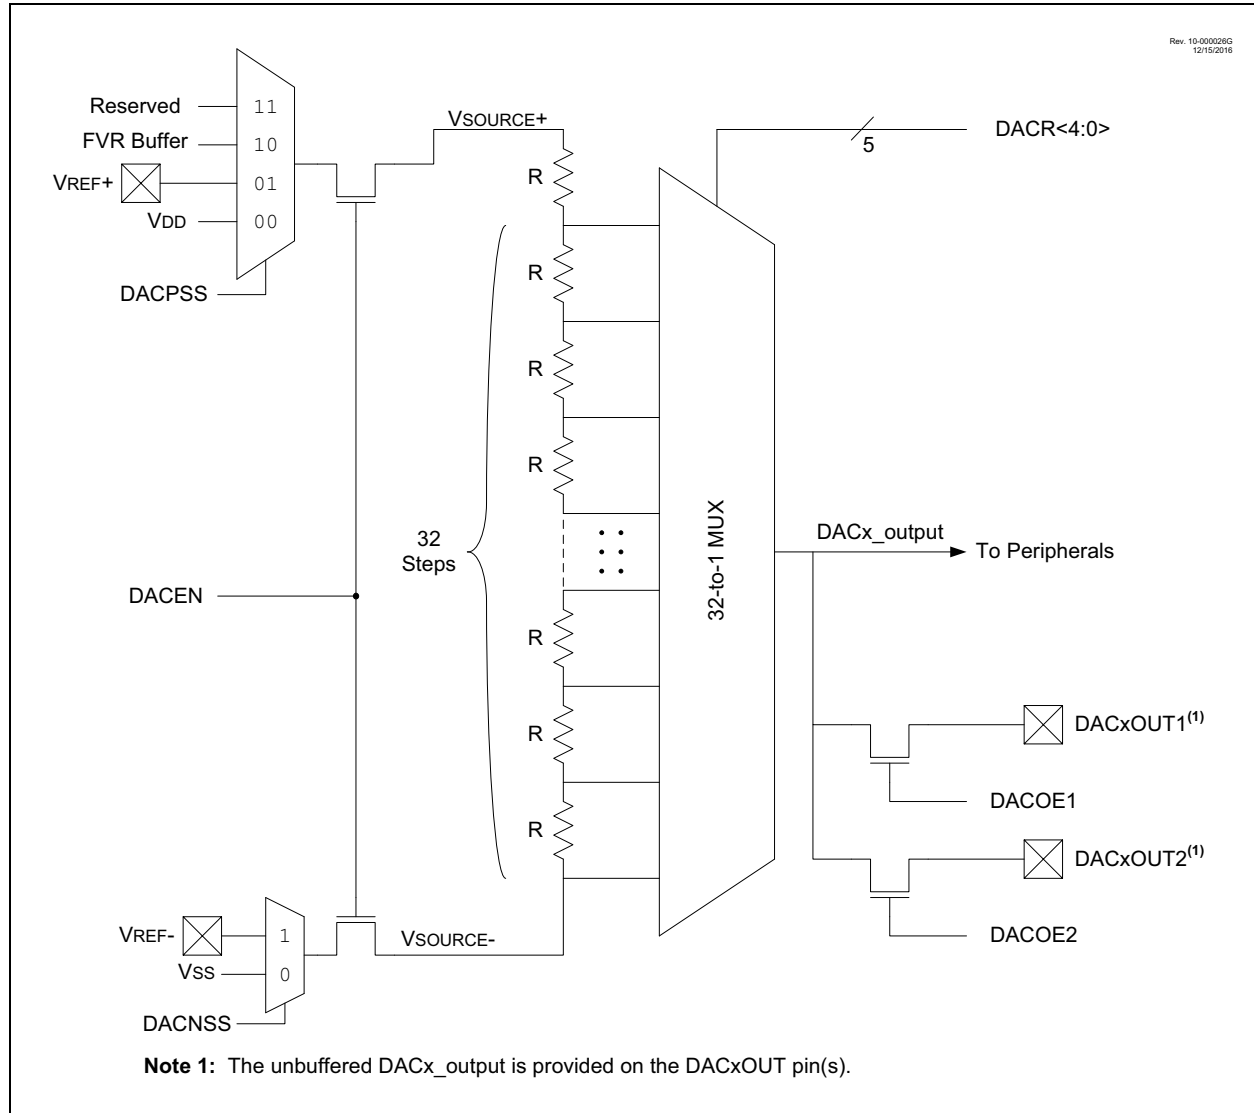 Rev. 10-000026G
12/15/2016
Reserved
11
FVR Buffer
10
VREF+
01
VDD
00
DACPSS
VSOURCE+
R
R
R
R
32
Steps
R
R
R
DACEN
32-to-1 MUX
5
DACR<4:0>
DACx_output
To Peripherals
DACxOUT1(1)
DACOE1
DACxOUT2(1)
DACOE2
VREF-
1
VSS
0
VSOURCE-
DACNSS
Note 1: The unbuffered DACx_output is provided on the DACxOUT pin(s).